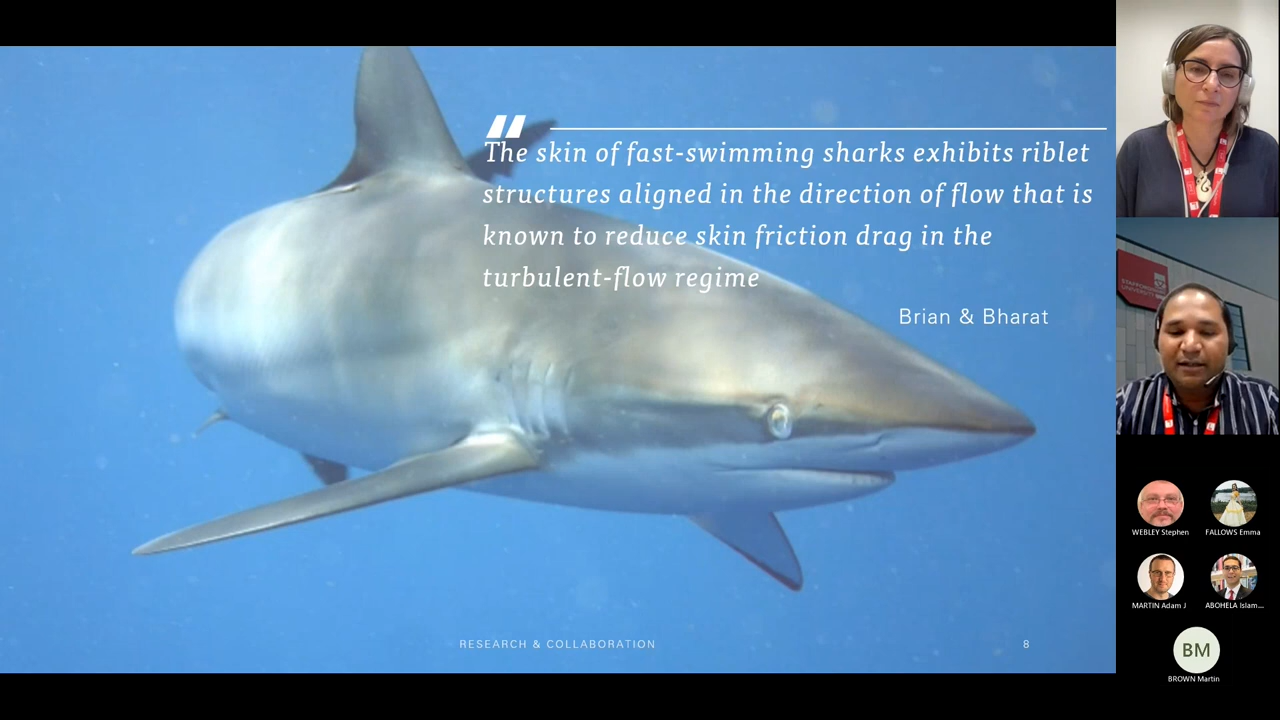 The skin of fast-swimming sharks exhibits riblet
structures aligned in the direction of flow that is
known to reduce skin friction drag in the
turbulent-flow regime
Brian & Bharat
RESEARCH & COLLABORATION
8
STAFFORDSHIRE
UNIVERSITY
WEBLEY Stephen
FALLOWS Emma
MARTIN Adam J
ABOHELA Islam...
BM
BROWN Martin